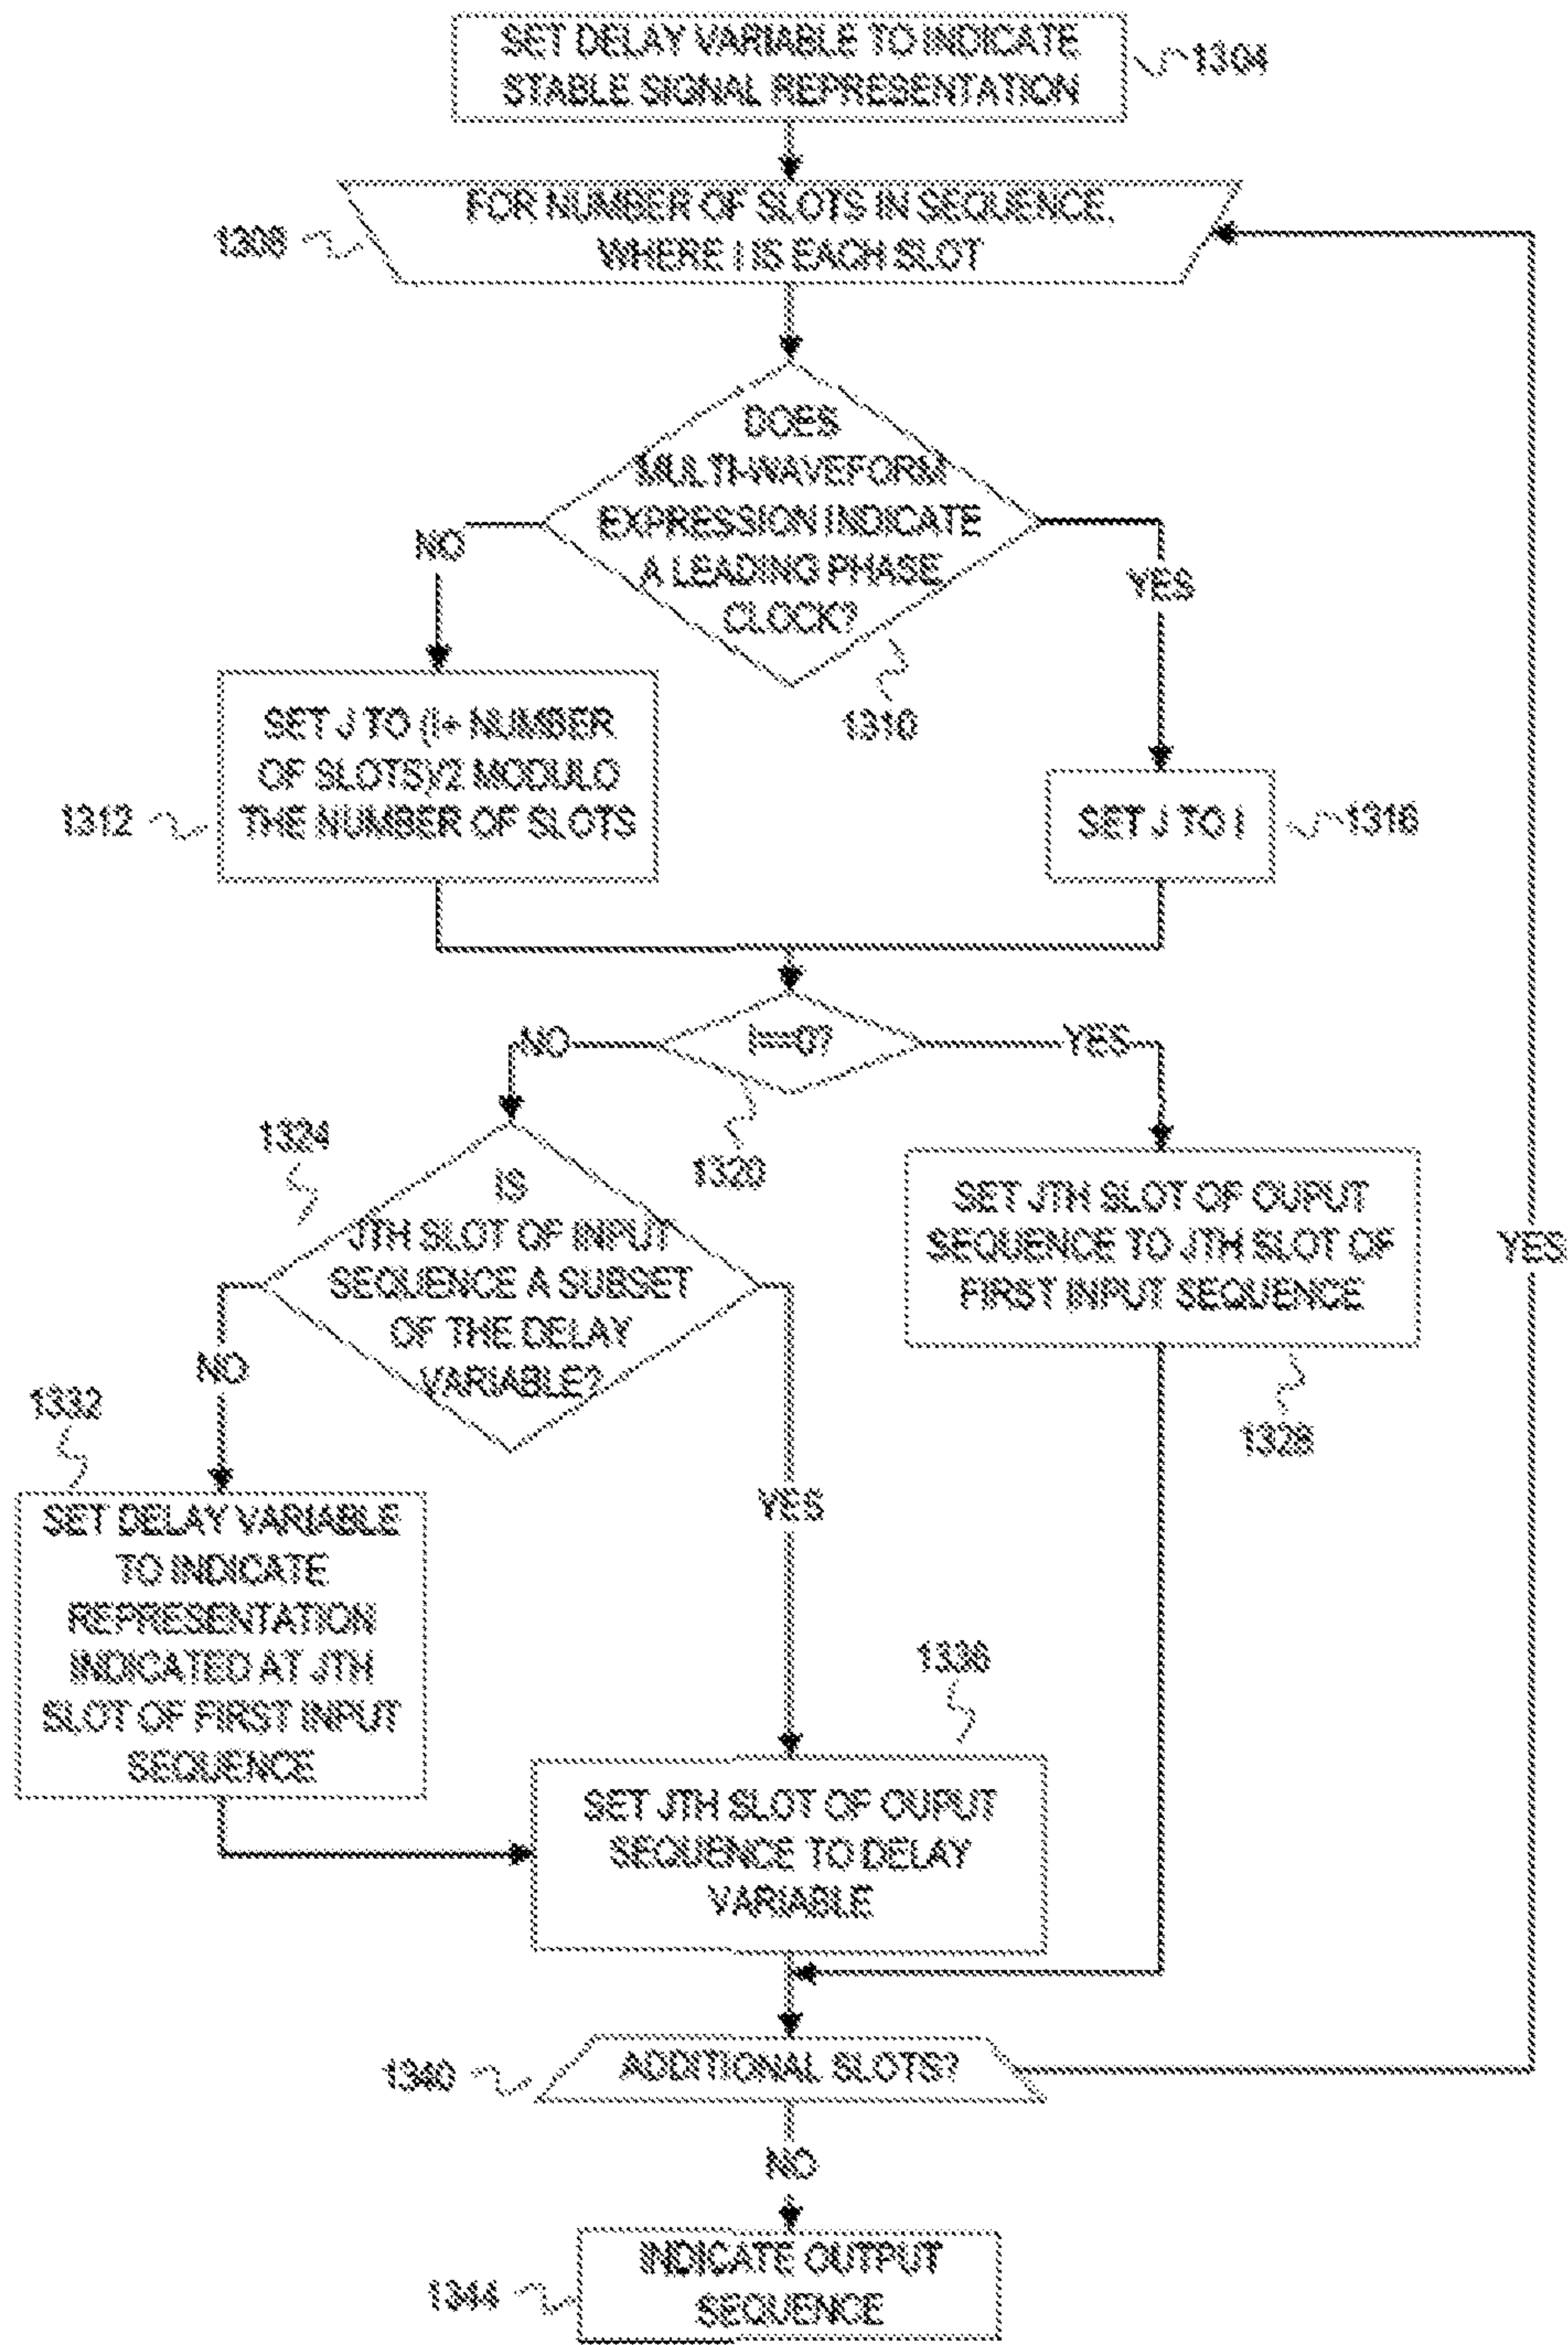 SET DELAY VARIABLE TO INDICATE
STABLE SIGNAL REPRESENTATION
1304
FOR NUMBER OF SLOTS IN SEQUENCE,
WHERE I IS EACH SLOT
1308
DOES
MULTI-WAVEFORM
EXPRESSION INDICATE
A LEADING PHASE
CLOCK?
NO
YES
1310
SET J TO (I+ NUMBER
OF SLOTS)/2 MODULO
THE NUMBER OF SLOTS
1312
SET J TO I
1316
I==0?
NO
YES
1320
1324
IS
JTH SLOT OF INPUT
SEQUENCE A SUBSET
OF THE DELAY
VARIABLE?
SET JTH SLOT OF OUPUT
SEQUENCE TO JTH SLOT OF
FIRST INPUT SEQUENCE
1328
YES
NO
YES
1332
SET DELAY VARIABLE
TO INDICATE
REPRESENTATION
INDICATED AT JTH
SLOT OF FIRST INPUT
SEQUENCE
1336
SET JTH SLOT OF OUPUT
SEQUENCE TO DELAY
VARIABLE
1340
ADDITIONAL SLOTS?
NO
1344
INDICATE OUTPUT
SEQUENCE